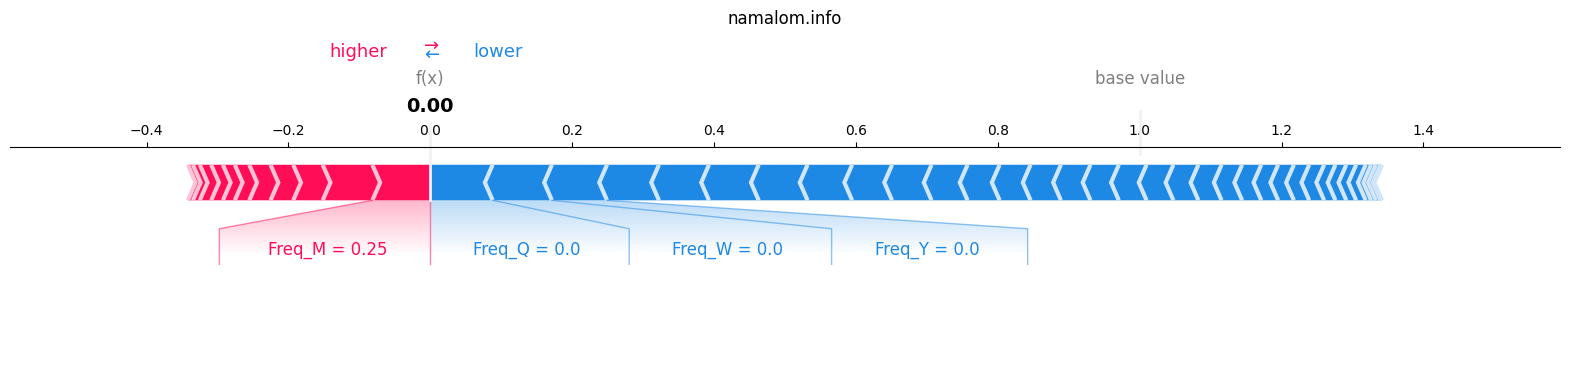 namalom.info
higher → lower
←
f(x) base value
0.00
−0.4 −0.2 0.0 0.2 0.4 0.6 0.8 1.0 1.2 1.4
Freq_M = 0.25 Freq_Q = 0.0 Freq_W = 0.0 Freq_Y = 0.0